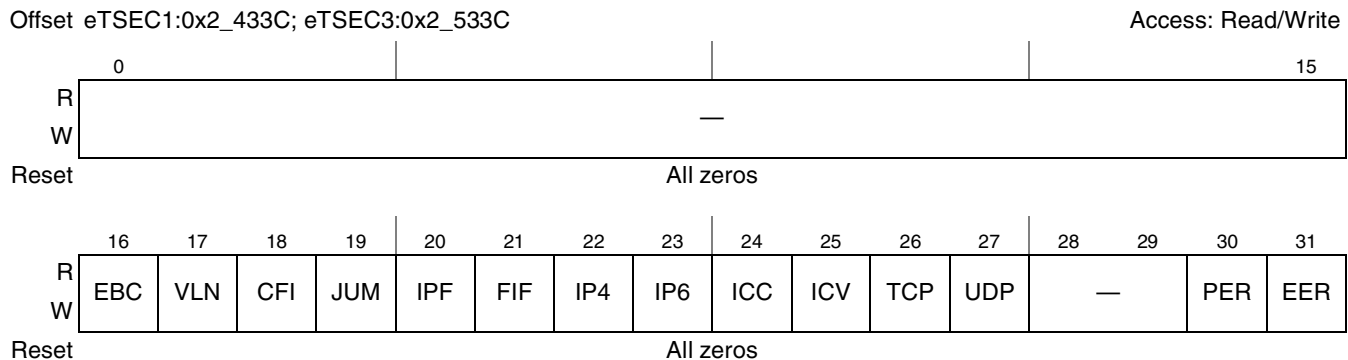 Offset eTSEC1:0x2_433C; eTSEC3:0x2_533C Access: Read/Write
0 15
R
—
W
Reset All zeros
16 17 18 19 20 21 22 23 24 25 26 27 28 29 30 31
R
EBC VLN CFI JUM IPF FIF IP4 IP6 ICC ICV TCP UDP — PER EER
W
Reset All zeros